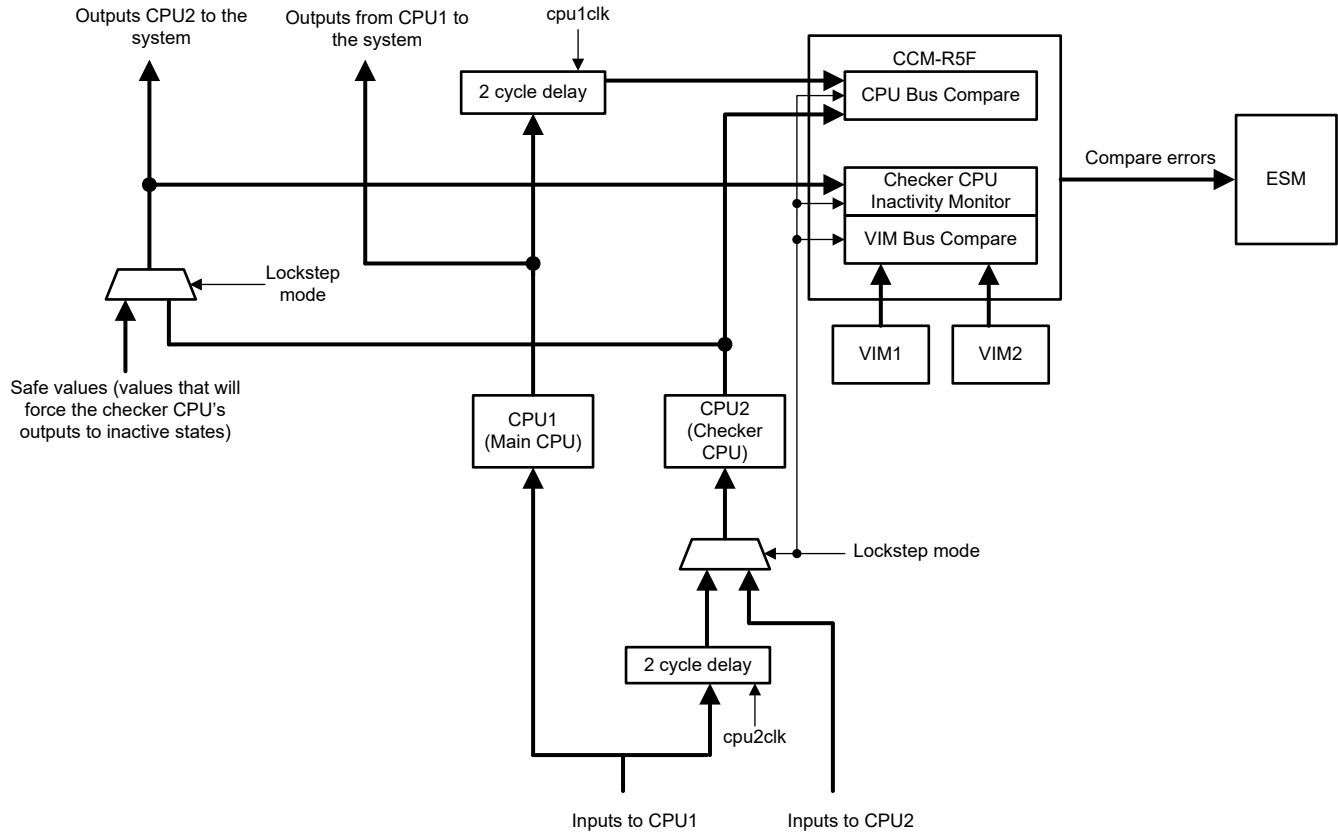 Outputs CPU2 to the
system
Outputs from CPU1 to
the system
cpu1clk
2 cycle delay
CCM-R5F
CPU Bus Compare
Checker CPU
Inactivity Monitor
VIM Bus Compare
Compare errors
ESM
Lockstep
mode
VIM1
VIM2
Safe values (values that will
force the checker CPU's
outputs to inactive states)
CPU1
(Main CPU)
CPU2
(Checker
CPU)
Lockstep mode
2 cycle delay
cpu2clk
Inputs to CPU1
Inputs to CPU2